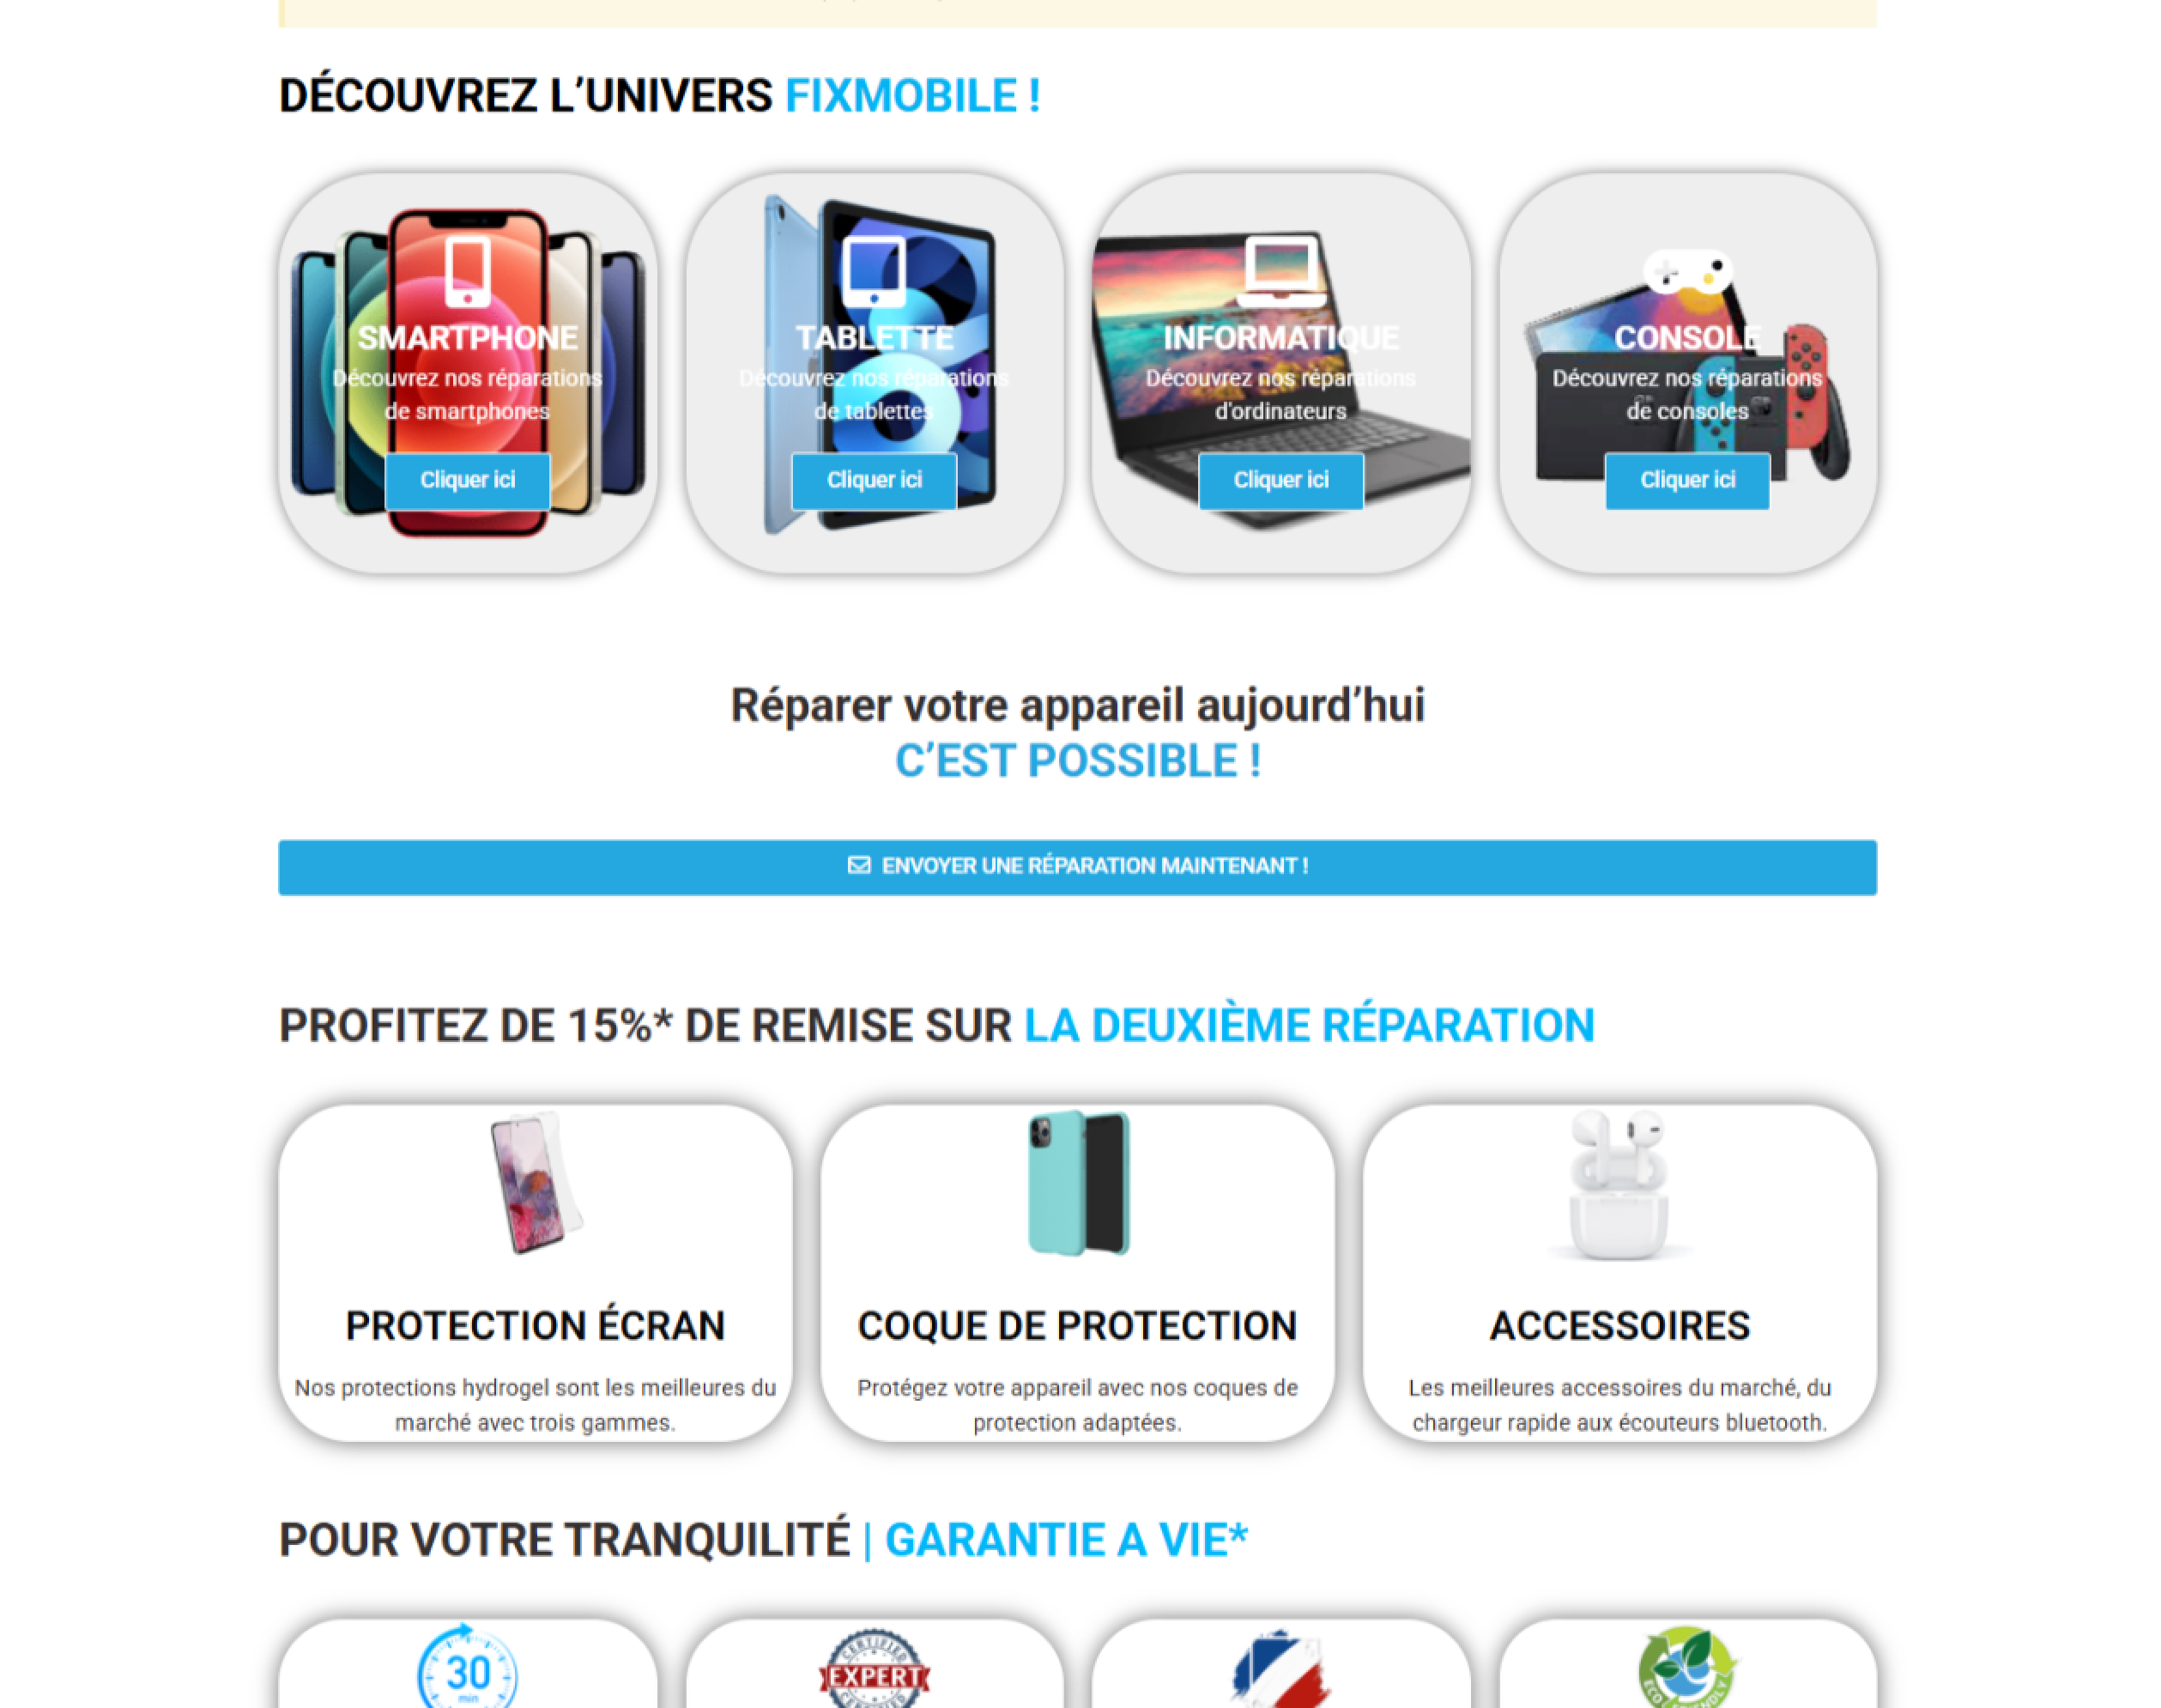 DÉCOUVREZ L’UNIVERS FIXMOBILE !
SMARTPHONE
Découvrez nos réparations
de smartphones
Cliquer ici
TABLETTE
Découvrez nos réparations
de tablettes
Cliquer ici
INFORMATIQUE
Découvrez nos réparations
d'ordinateurs
Cliquer ici
CONSOLE
Découvrez nos réparations
de consoles
Cliquer ici
Réparer votre appareil aujourd’hui
C’EST POSSIBLE !
ENVOYER UNE RÉPARATION MAINTENANT !
PROFITEZ DE 15%* DE REMISE SUR LA DEUXIÈME RÉPARATION
PROTECTION ÉCRAN
Nos protections hydrogel sont les meilleures du
marché avec trois gammes.
COQUE DE PROTECTION
Protégez votre appareil avec nos coques de
protection adaptées.
ACCESSOIRES
Les meilleures accessoires du marché, du
chargeur rapide aux écouteurs bluetooth.
POUR VOTRE TRANQUILITÉ | GARANTIE A VIE*
30
min
CERTIFIED
EXPERT
ECO FRIENDLY